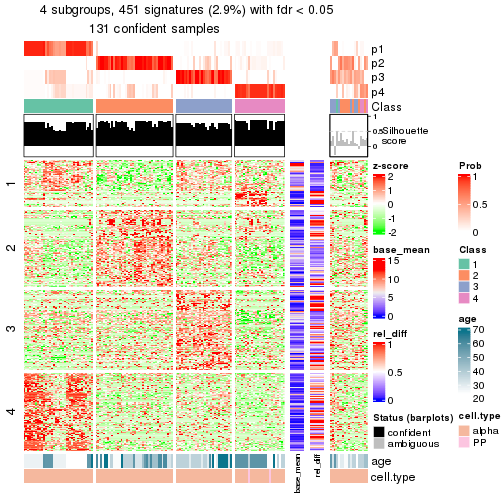 4 subgroups, 451 signatures (2.9%) with fdr < 0.05
131 confident samples
p1
p2
p3
p4
Class
1
0.5
0
Silhouette
score
1
2
3
4
base_mean
rel_diff
age
cell.type
z-score
2
1
0
-1
-2
base_mean
15
10
5
0
rel_diff
1
0.5
0
Status (barplots)
confident
ambiguous
Prob
1
0.5
0
Class
1
2
3
4
age
70
60
50
40
30
20
cell.type
alpha
PP